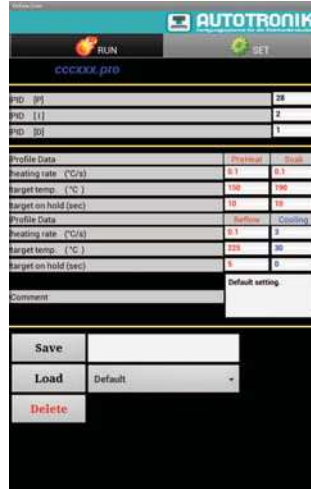 AUTOTRONIK
RUN
SET
cccxxx.pro
PID [P] 28
PID [I] 2
PID [D] 1
Profile Data PreHeat Soak
heating rate (°C/s) 0.1 0.1
target temp. (°C ) 150 190
target on hold (sec) 10 10
Profile Data Reflow Cooling
heating rate (°C/s) 0.1 3
target temp. (°C ) 225 30
target on hold (sec) 5 0
Comment Default setting.
Save
Load Default
Delete